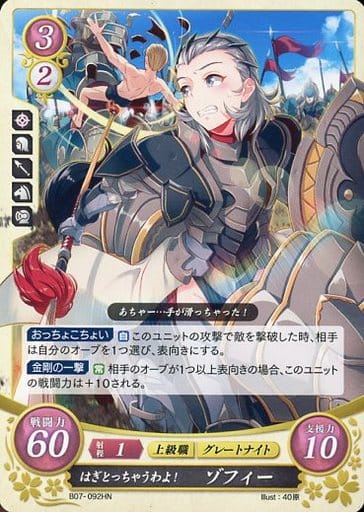 3
2
あちゃー…手が滑っちゃった！
おっちょこちょい 自 このユニットの攻撃で敵を撃破した時、相手
は自分のオーブを1つ選び、表向きにする。
金剛の一撃 常 相手のオーブが1つ以上表向きの場合、このユニット
の戦闘力は＋10される。
戦闘力
60
射程 1
上級職 グレートナイト
支援力
10
はぎとっちゃうわよ！ ゾフィー
B07-092HN
Illust：40原